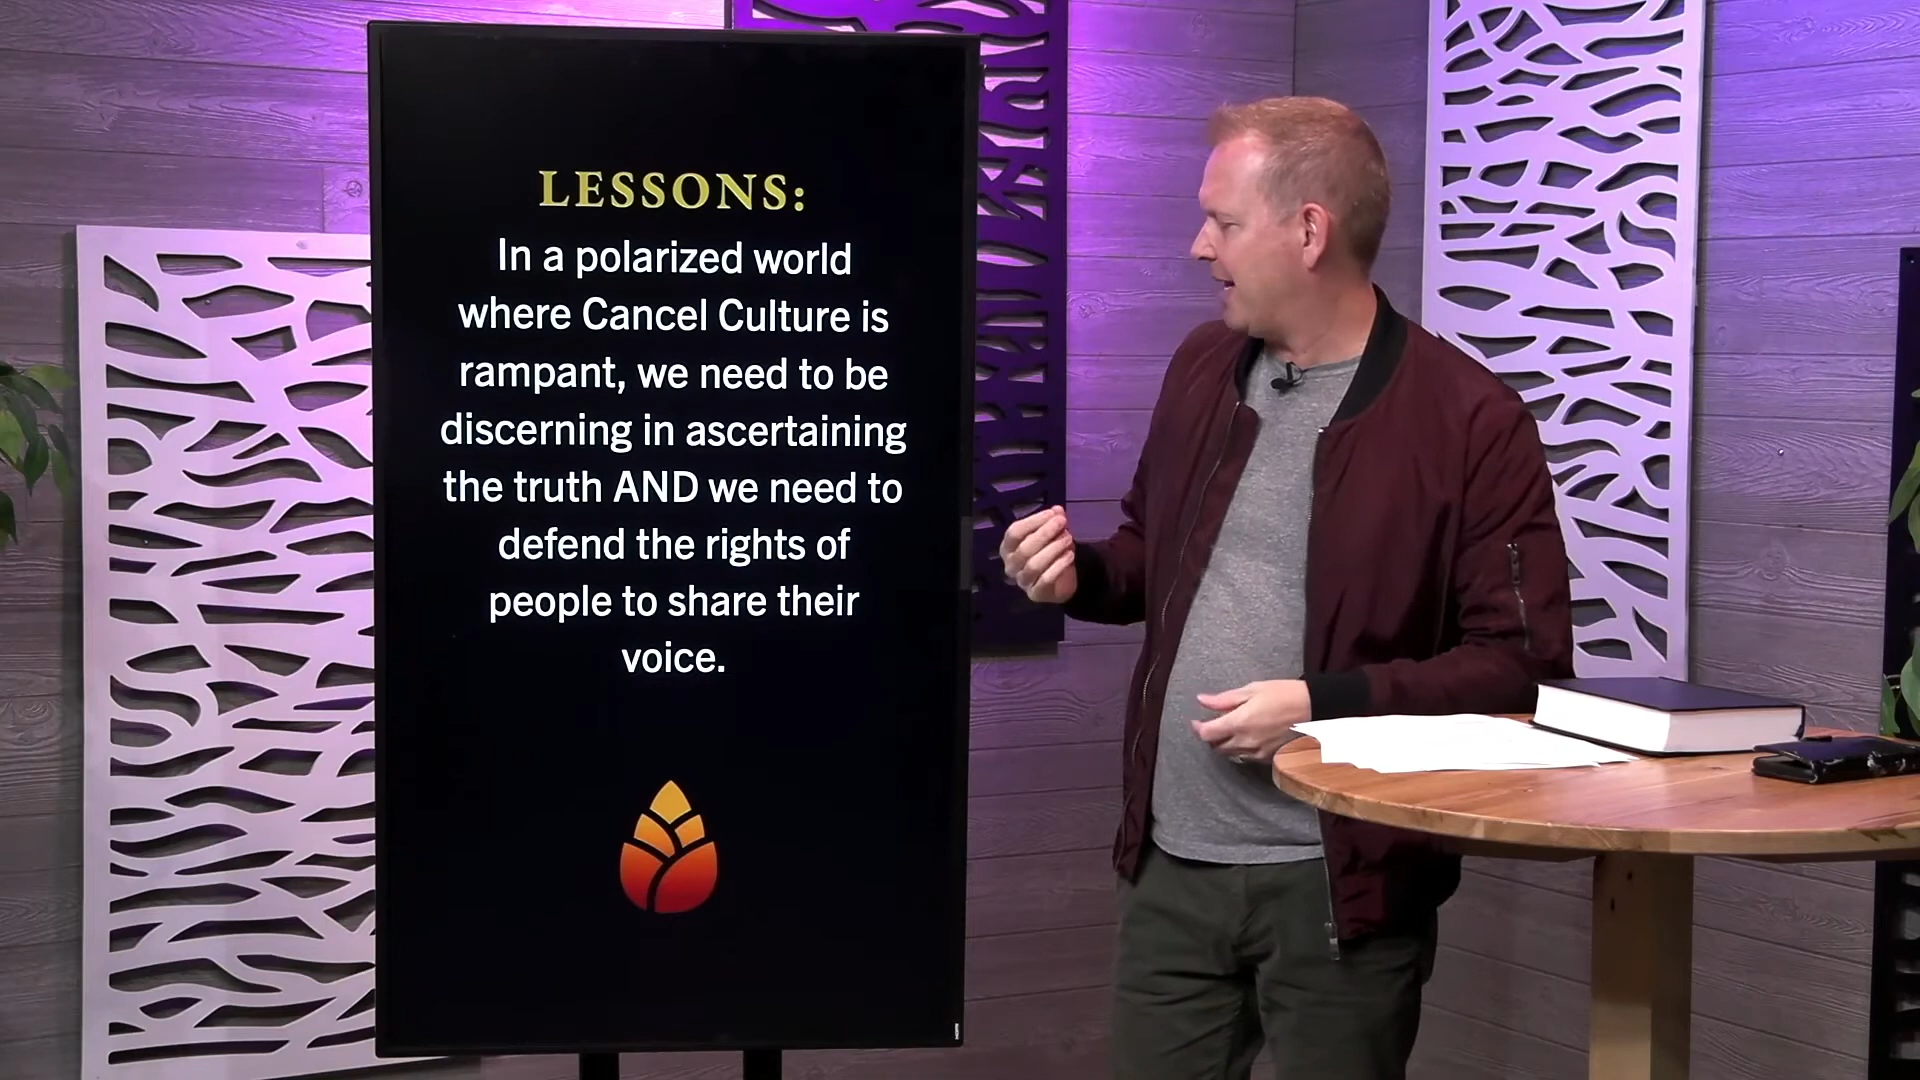 LESSONS:
In a polarized world
where Cancel Culture is
rampant, we need to be
discerning in ascertaining
the truth AND we need to
defend the rights of
people to share their
voice.